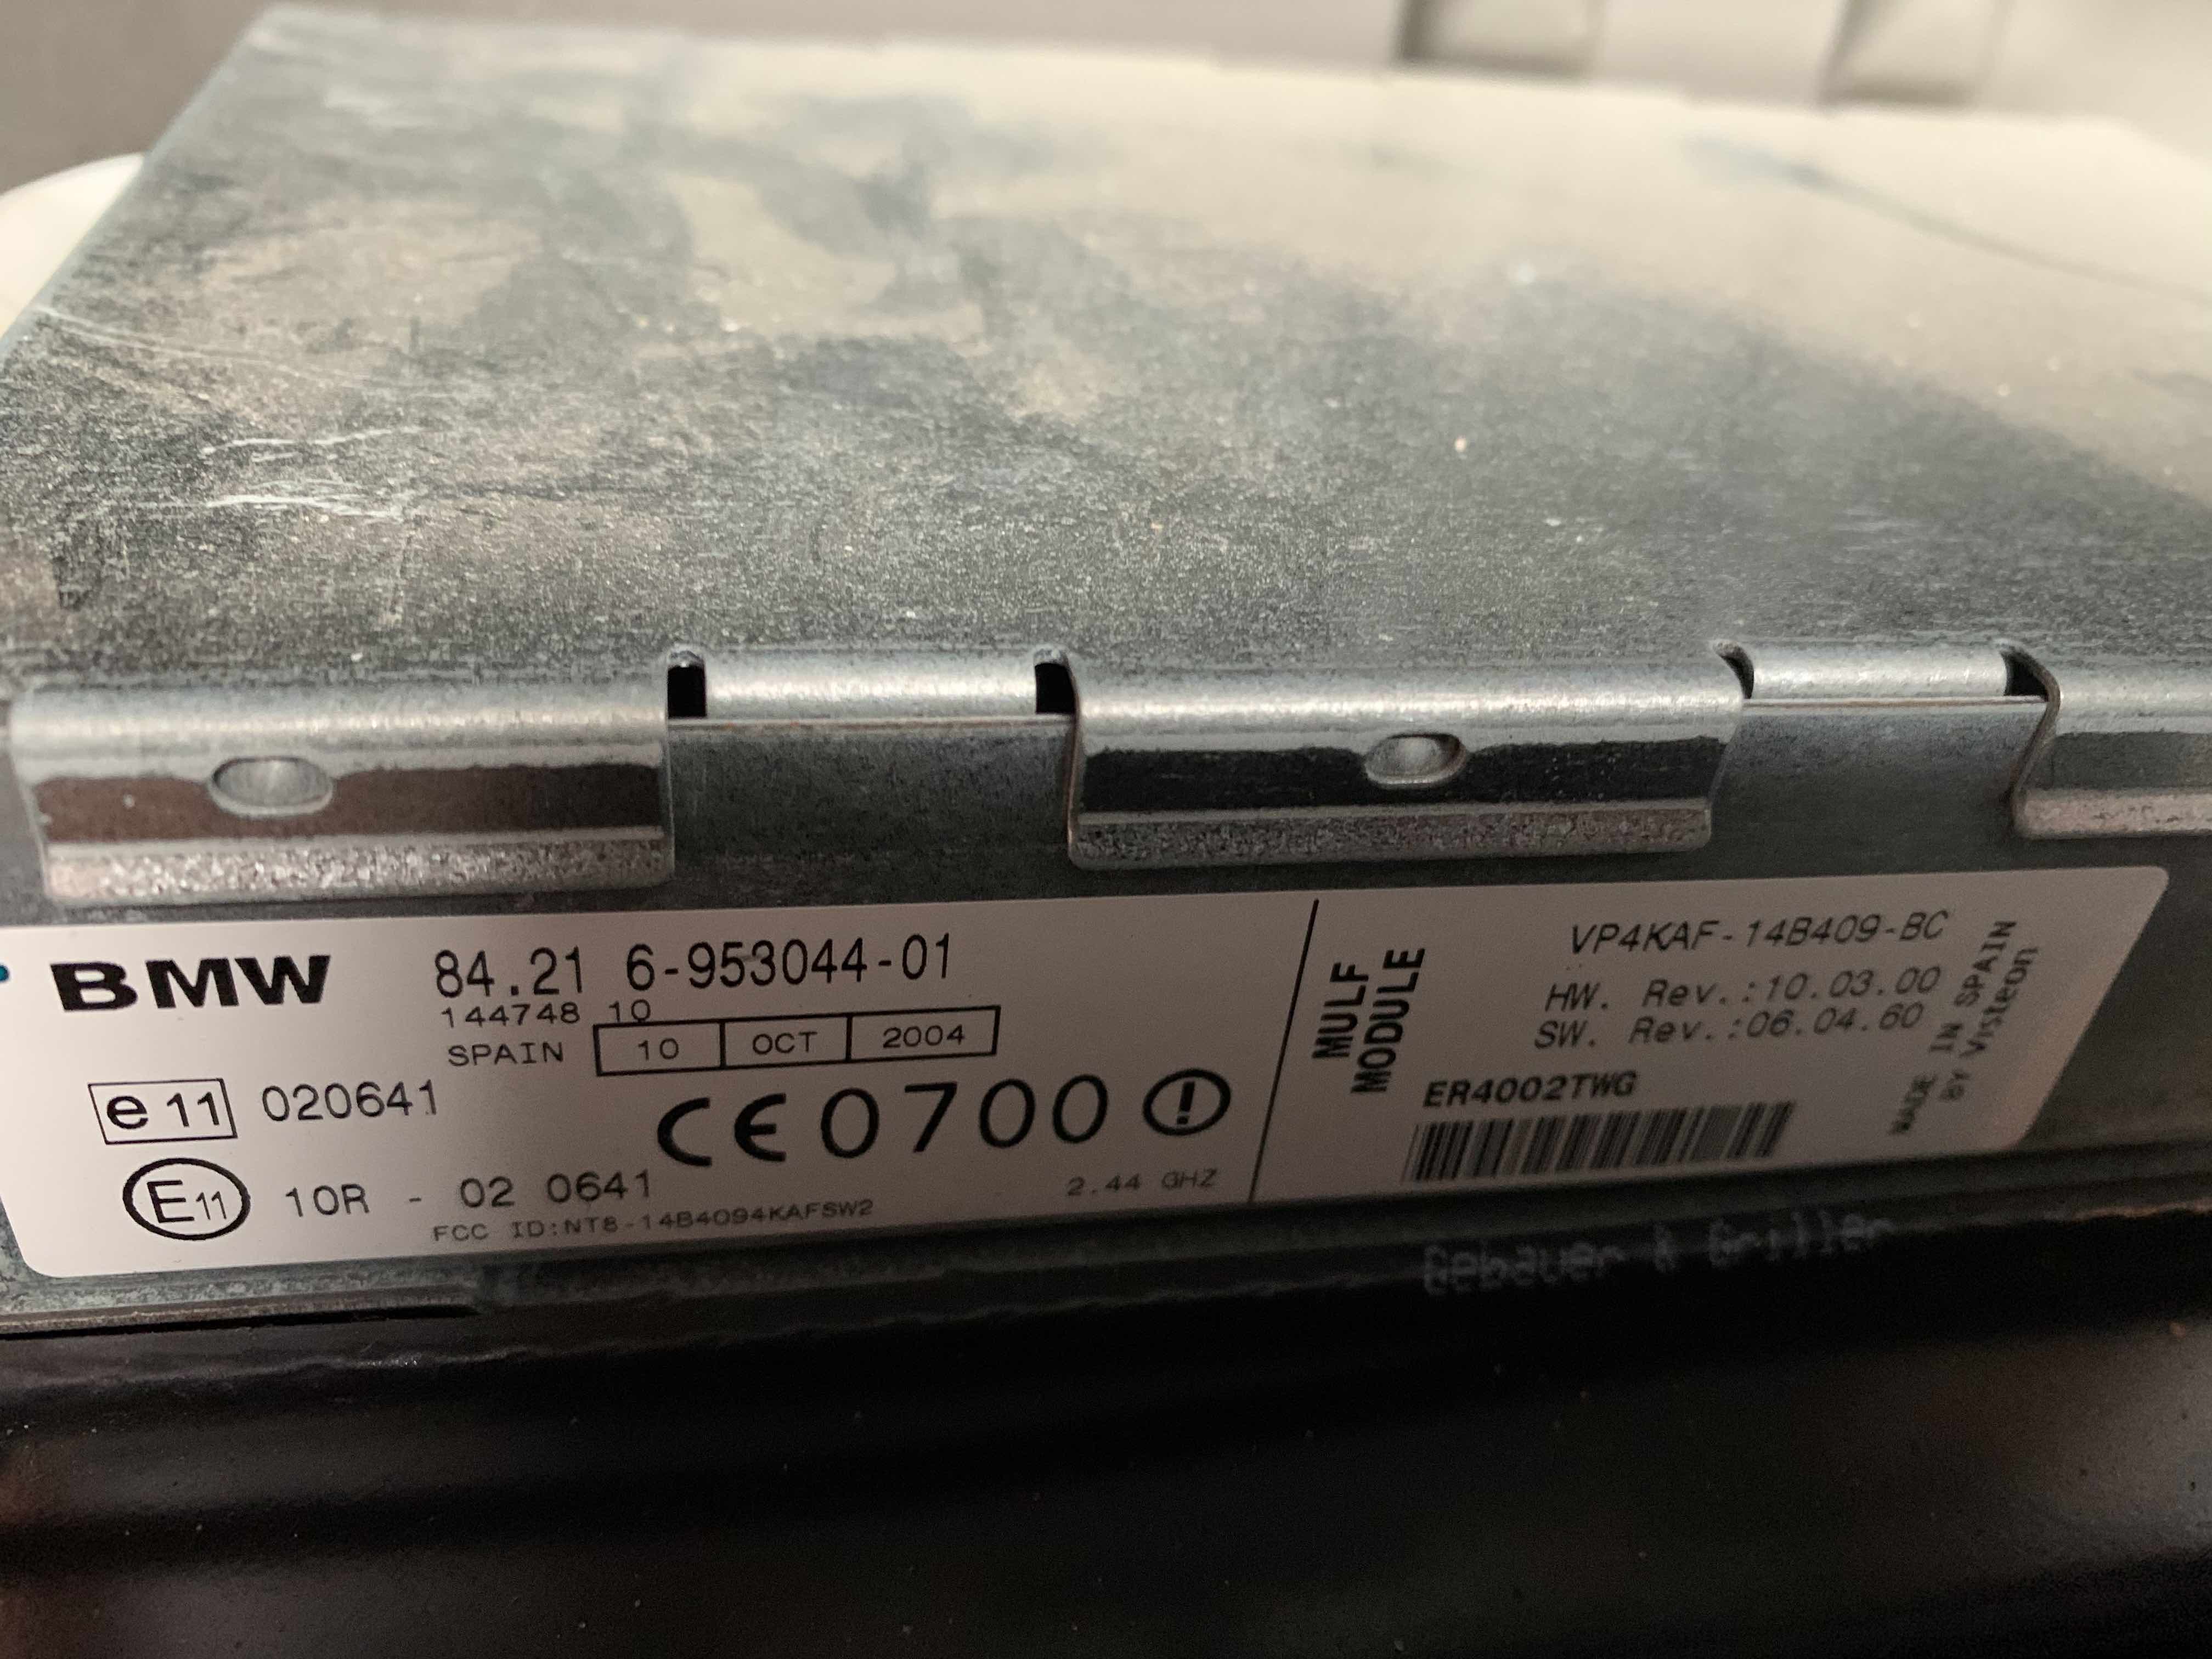 BMW 84.21 6-953044-01
144748 10
SPAIN 10 OCT 2004
e 11 020641
CE 0700
E 11 10R - 02 0641
FCC ID:NT8-14B4094KAFSW2
2.44 GHZ
MULF
MODULE
VP4KAF-14B409-BC
HW. Rev.:10.03.00
SW. Rev.:06.04.60
ER4002TWG
MADE IN SPAIN
BY Visteon
Gebauer & Griller